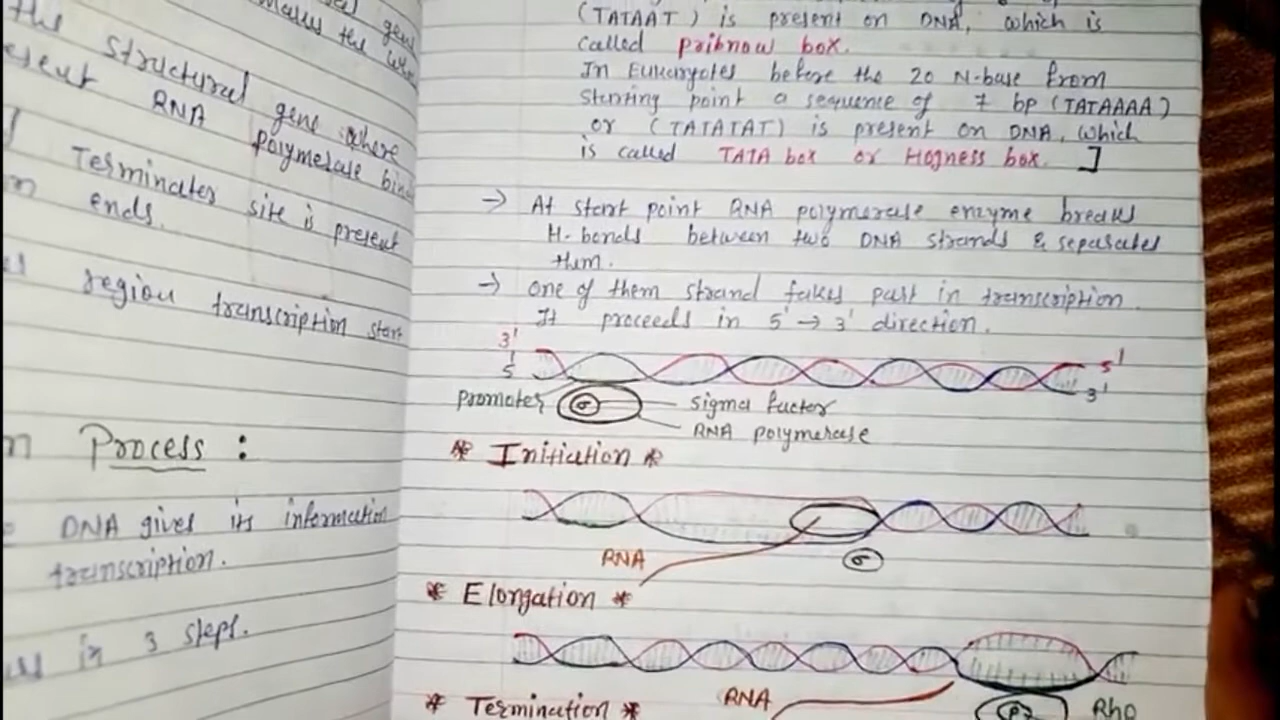 gene
makes the
the structural gene where
RNA polymerase bin
Terminator site is present
ends.
region transcription start
Process :
DNA gives its information
transcription.
in 3 steps.
(TATAAT) is present on DNA, which is
called pribnow box.
In Eukaryotes before the 20 N-base from
starting point a sequence of 7 bp (TATAAAA)
or (TATATAT) is present on DNA, which
is called TATA box or Hogness box. ]
→ At start point RNA polymerase enzyme breaks
H-bonds between two DNA strands & separates
them.
→ one of them strand takes part in transcription.
It proceeds in 5' → 3' direction.
3' 5'
5' 3'
Promoter σ Sigma factor
RNA polymerase
* Initiation *
RNA σ
* Elongation *
* Termination * RNA Rho